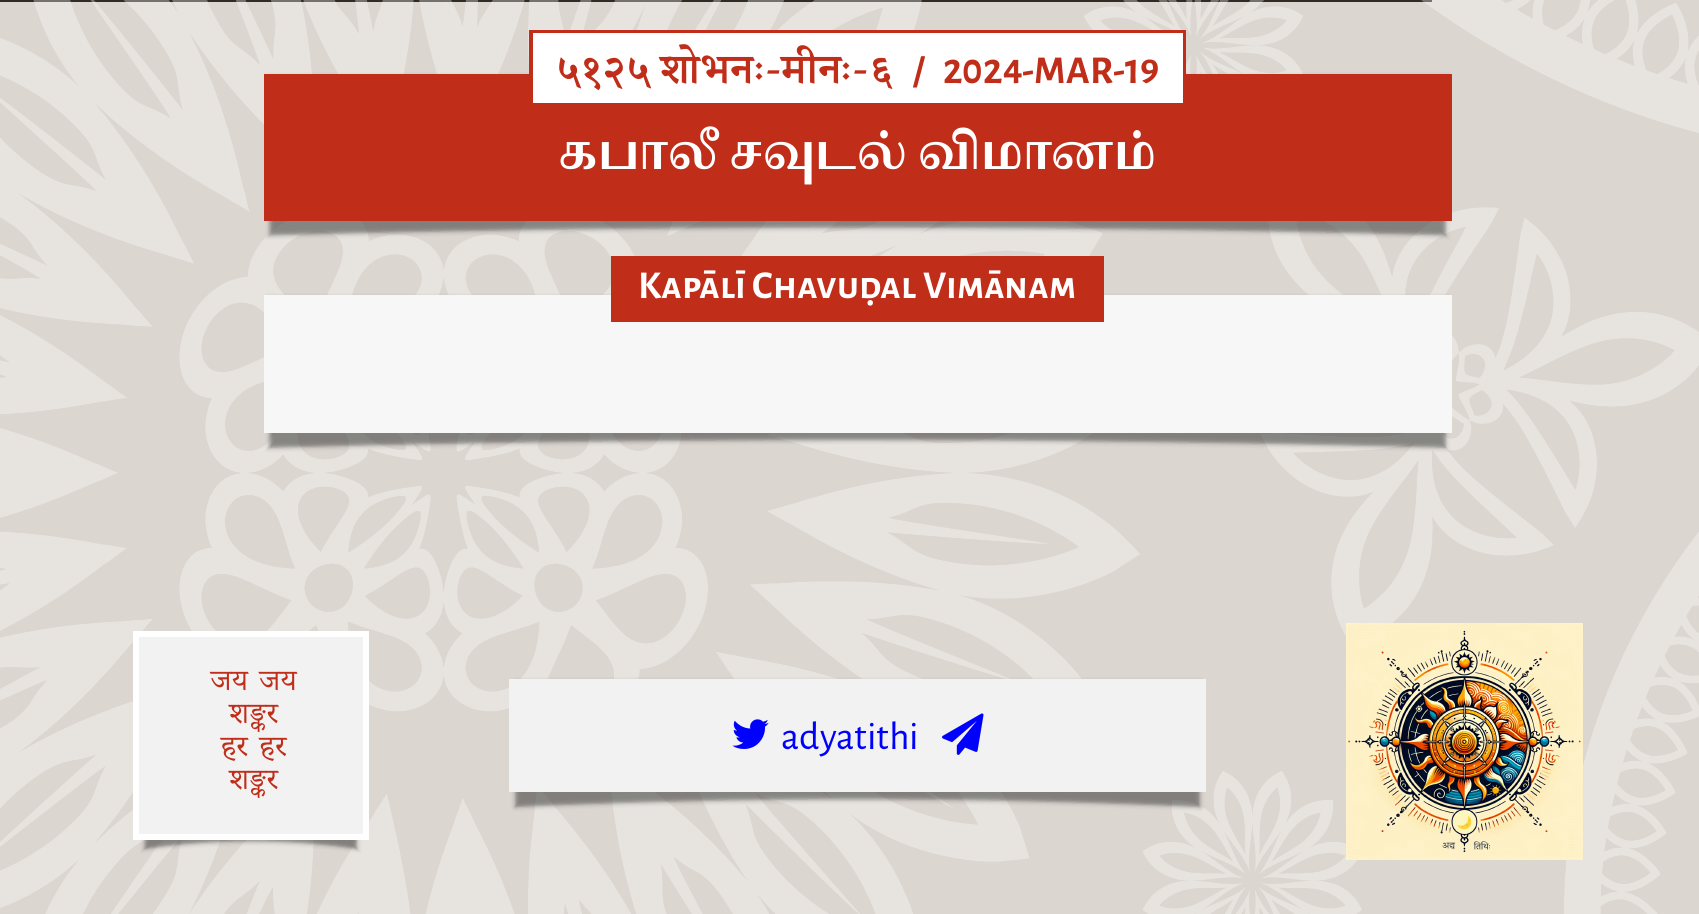 ५१२५ शोभनः-मीनः-६ / 2024-MAR-19
கபாலீ சவுடல் விமானம்
Kapālī Chavuḍal Vimānam
जय जय
शङ्कर
हर हर
शङ्कर
adyatithi
अद्य तिथिः